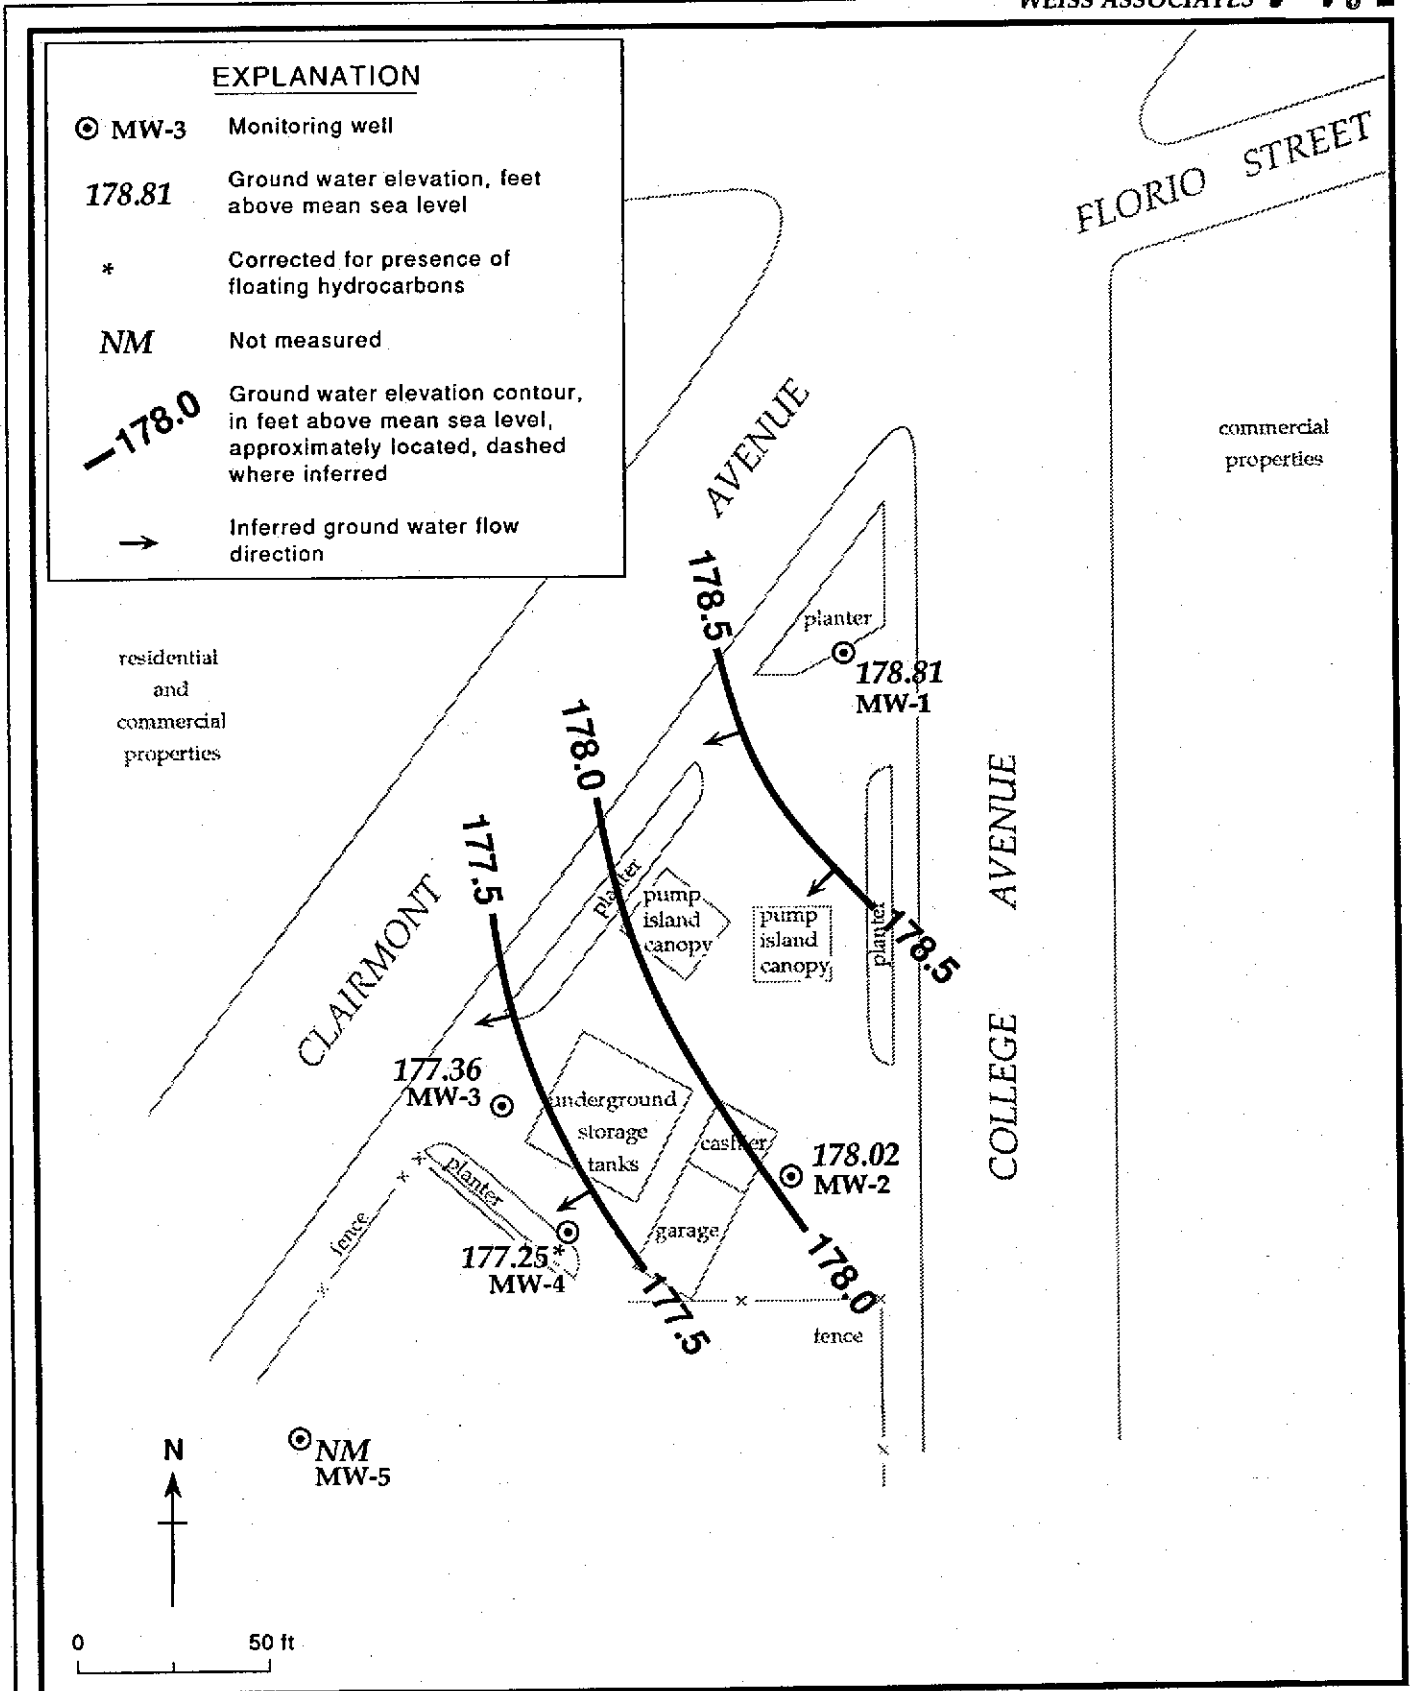 WEISS ASSOCIATES
EXPLANATION
MW-3 Monitoring well
178.81 Ground water elevation, feet
above mean sea level
* Corrected for presence of
floating hydrocarbons
NM Not measured
178.0 Ground water elevation contour,
in feet above mean sea level,
approximately located, dashed
where inferred
Inferred ground water flow
direction
FLORIO STREET
commercial
properties
AVENUE
178.5
planter
178.81
MW-1
residential
and
commercial
properties
178.0
177.5
planter
pump
island
canopy
pump
island
canopy
planter
178.5
AVENUE
CLAIRMONT
COLLEGE
177.36
MW-3
underground
storage
tanks
cashier
178.02
MW-2
planter
fence
garage
177.25*
MW-4
178.0
177.5
fence
N
NM
MW-5
0 50 ft